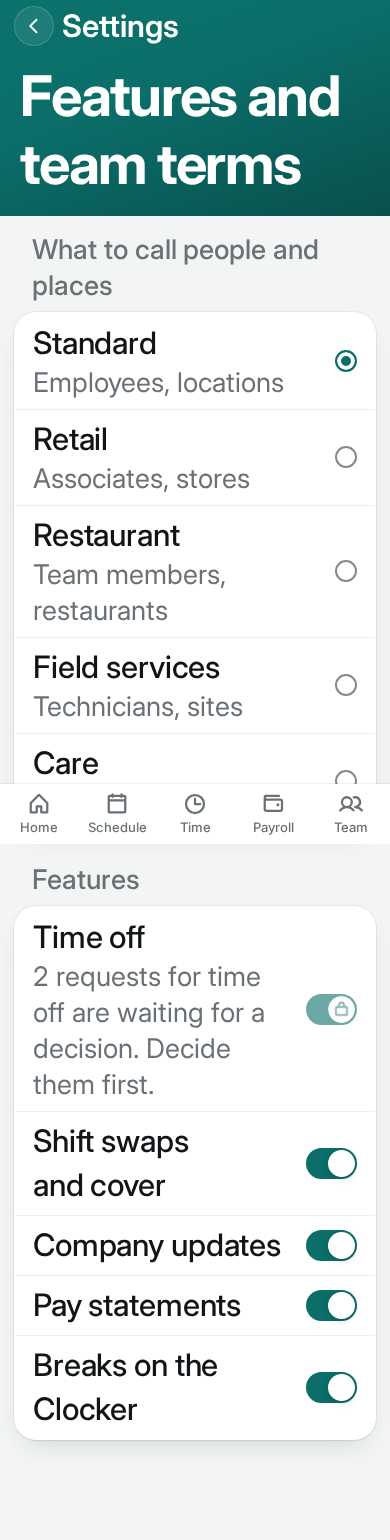 Settings
Features and
team terms
What to call people and
places
Standard
Employees, locations
Retail
Associates, stores
Restaurant
Team members,
restaurants
Field services
Technicians, sites
Care
Home
Schedule
Time
Payroll
Team
Features
Time off
2 requests for time
off are waiting for a
decision. Decide
them first.
Shift swaps
and cover
Company updates
Pay statements
Breaks on the
Clocker